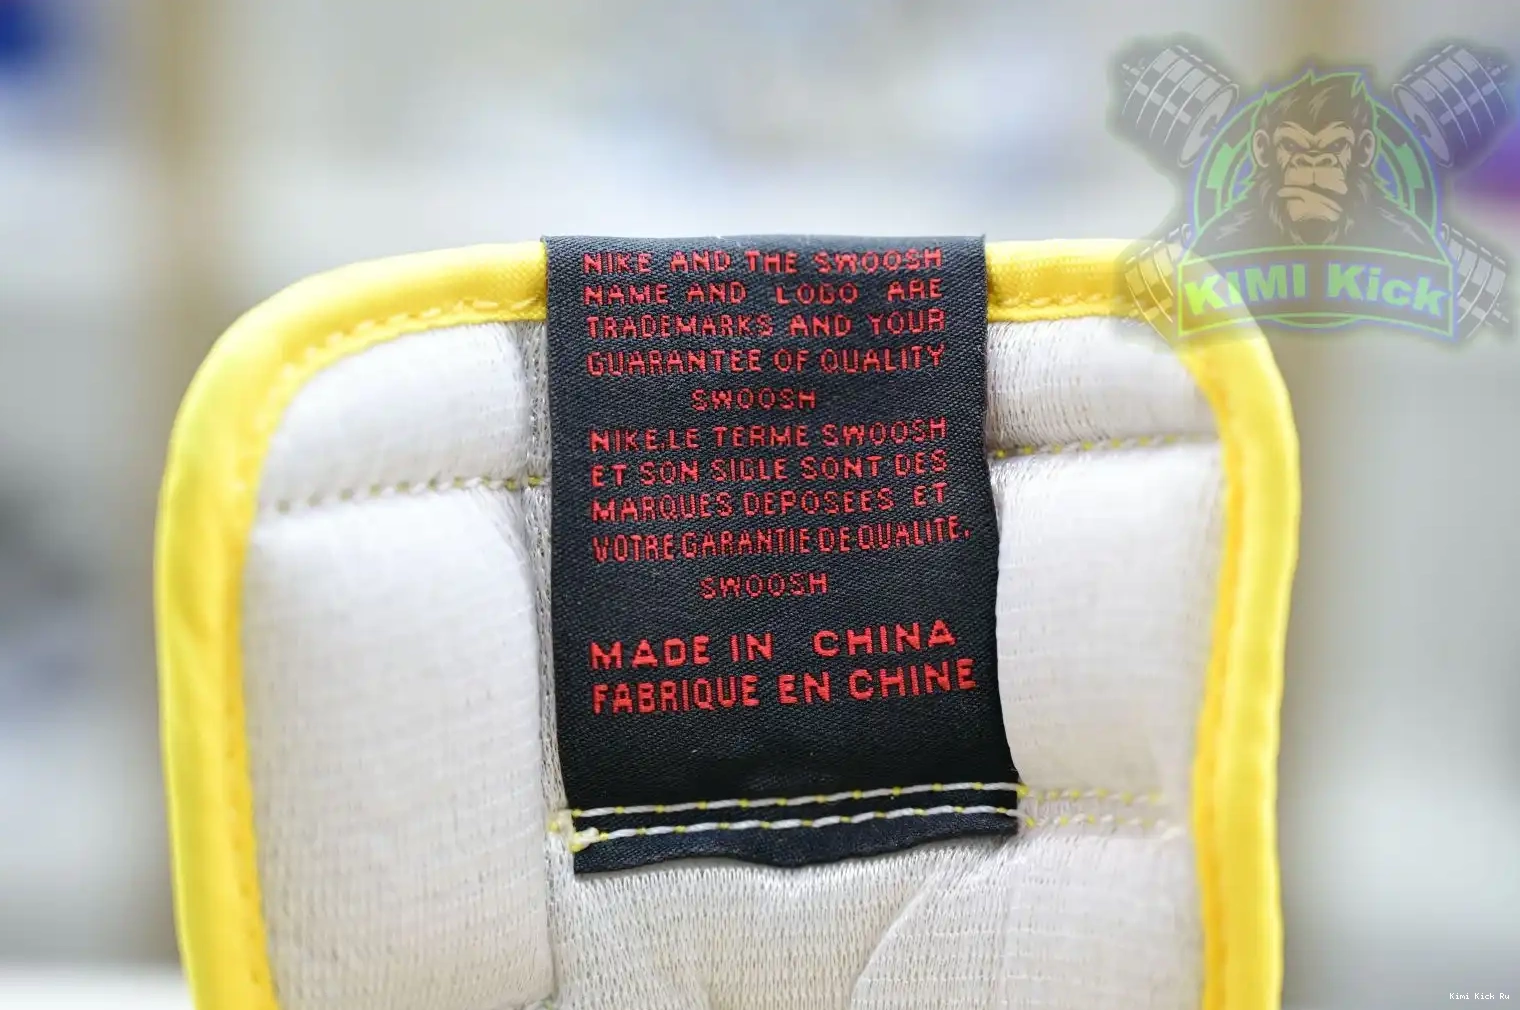 NIKE AND THE SWOOSH
NAME AND LOGO ARE
TRADEMARKS AND YOUR
GUARANTEE OF QUALITY
SWOOSH
NIKE,LE TERME SWOOSH
ET SON SIGLE SONT DES
MARQUES DEPOSEES ET
VOTRE GARANTIE DE QUALITE.
SWOOSH
MADE IN CHINA
FABRIQUE EN CHINE
KIMI Kick
Kimi Kick Ru